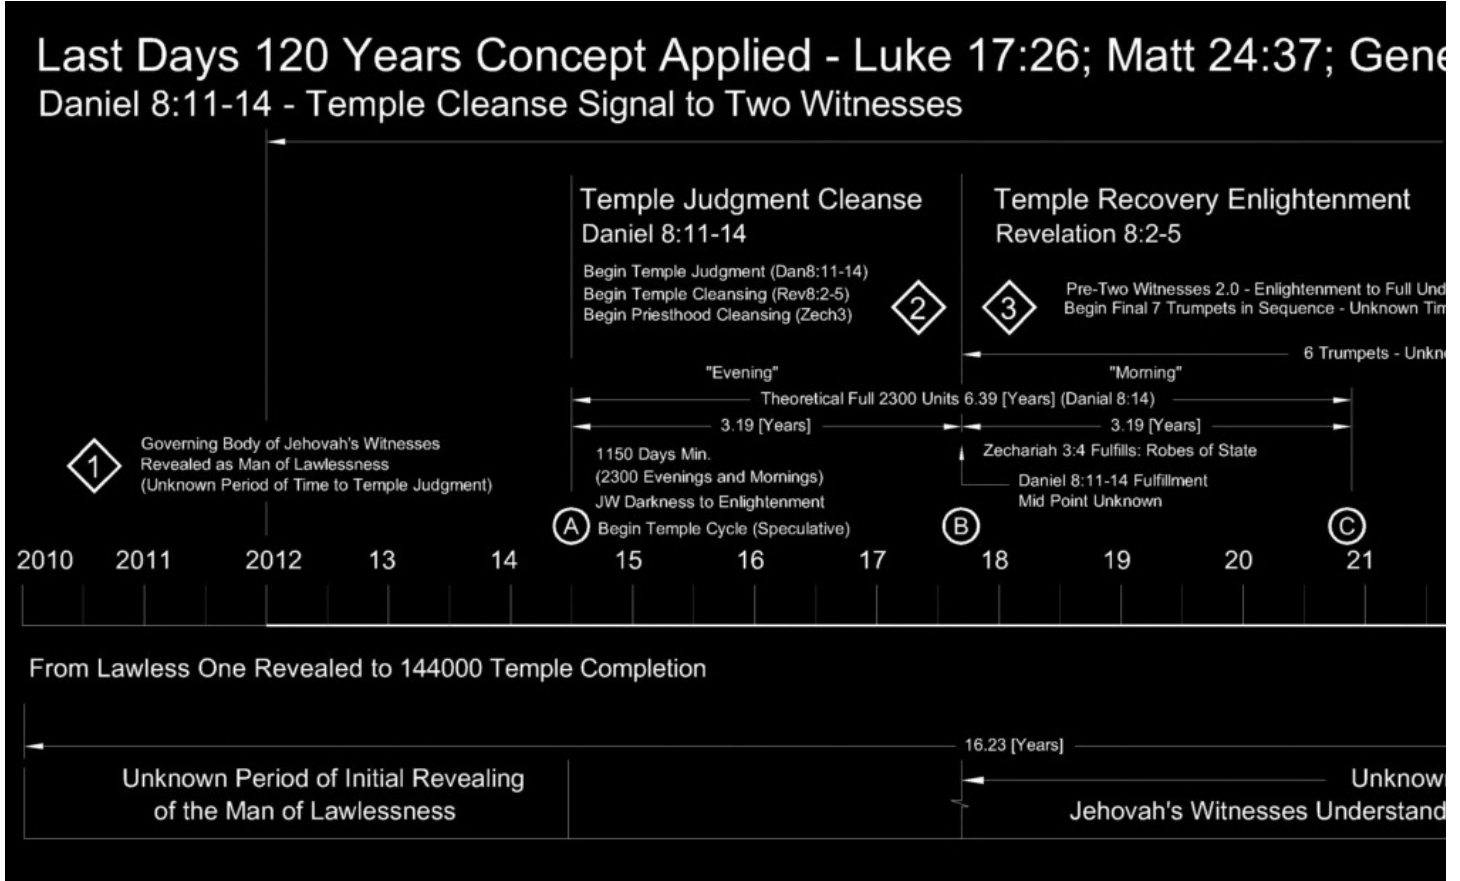 Last Days 120 Years Concept Applied - Luke 17:26; Matt 24:37; Gene
Daniel 8:11-14 - Temple Cleanse Signal to Two Witnesses
Temple Judgment Cleanse
Daniel 8:11-14
Begin Temple Judgment (Dan8:11-14)
Begin Temple Cleansing (Rev8:2-5)
Begin Priesthood Cleansing (Zech3)
2
Temple Recovery Enlightenment
Revelation 8:2-5
3
Pre-Two Witnesses 2.0 - Enlightenment to Full Und
Begin Final 7 Trumpets in Sequence - Unknown Tim
6 Trumpets - Unkn
"Evening"
"Morning"
Theoretical Full 2300 Units 6.39 [Years] (Danial 8:14)
3.19 [Years]
3.19 [Years]
1
Governing Body of Jehovah's Witnesses
Revealed as Man of Lawlessness
(Unknown Period of Time to Temple Judgment)
1150 Days Min.
(2300 Evenings and Mornings)
JW Darkness to Enlightenment
Begin Temple Cycle (Speculative)
Zechariah 3:4 Fulfills: Robes of State
Daniel 8:11-14 Fulfillment
Mid Point Unknown
A
B
C
2010 2011 2012 13 14 15 16 17 18 19 20 21
From Lawless One Revealed to 144000 Temple Completion
16.23 [Years]
Unknown Period of Initial Revealing
of the Man of Lawlessness
Unknown
Jehovah's Witnesses Understand